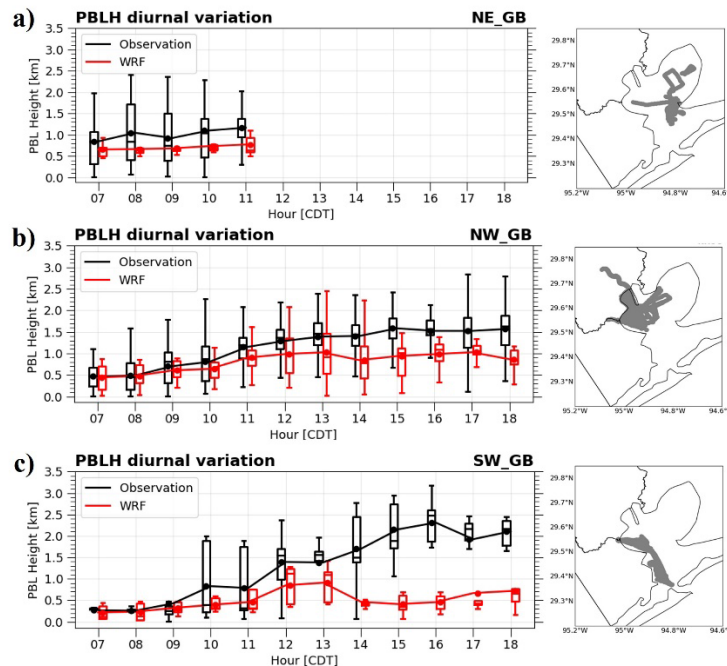 a)
PBLH diurnal variation NE_GB
Observation
WRF
PBL Height [km]
3.5
3.0
2.5
2.0
1.5
1.0
0.5
0.0
07 08 09 10 11 12 13 14 15 16 17 18
Hour [CDT]
29.8°N
29.7°N
29.6°N
29.5°N
29.4°N
29.3°N
95.2°W 95°W 94.8°W 94.6°
b)
PBLH diurnal variation NW_GB
Observation
WRF
PBL Height [km]
3.5
3.0
2.5
2.0
1.5
1.0
0.5
0.0
07 08 09 10 11 12 13 14 15 16 17 18
Hour [CDT]
29.8°N
29.7°N
29.6°N
29.5°N
29.4°N
29.3°N
95.2°W 95°W 94.8°W 94.6°
c)
PBLH diurnal variation SW_GB
Observation
WRF
PBL Height [km]
3.5
3.0
2.5
2.0
1.5
1.0
0.5
0.0
07 08 09 10 11 12 13 14 15 16 17 18
Hour [CDT]
29.8°N
29.7°N
29.6°N
29.5°N
29.4°N
29.3°N
95.2°W 95°W 94.8°W 94.6°